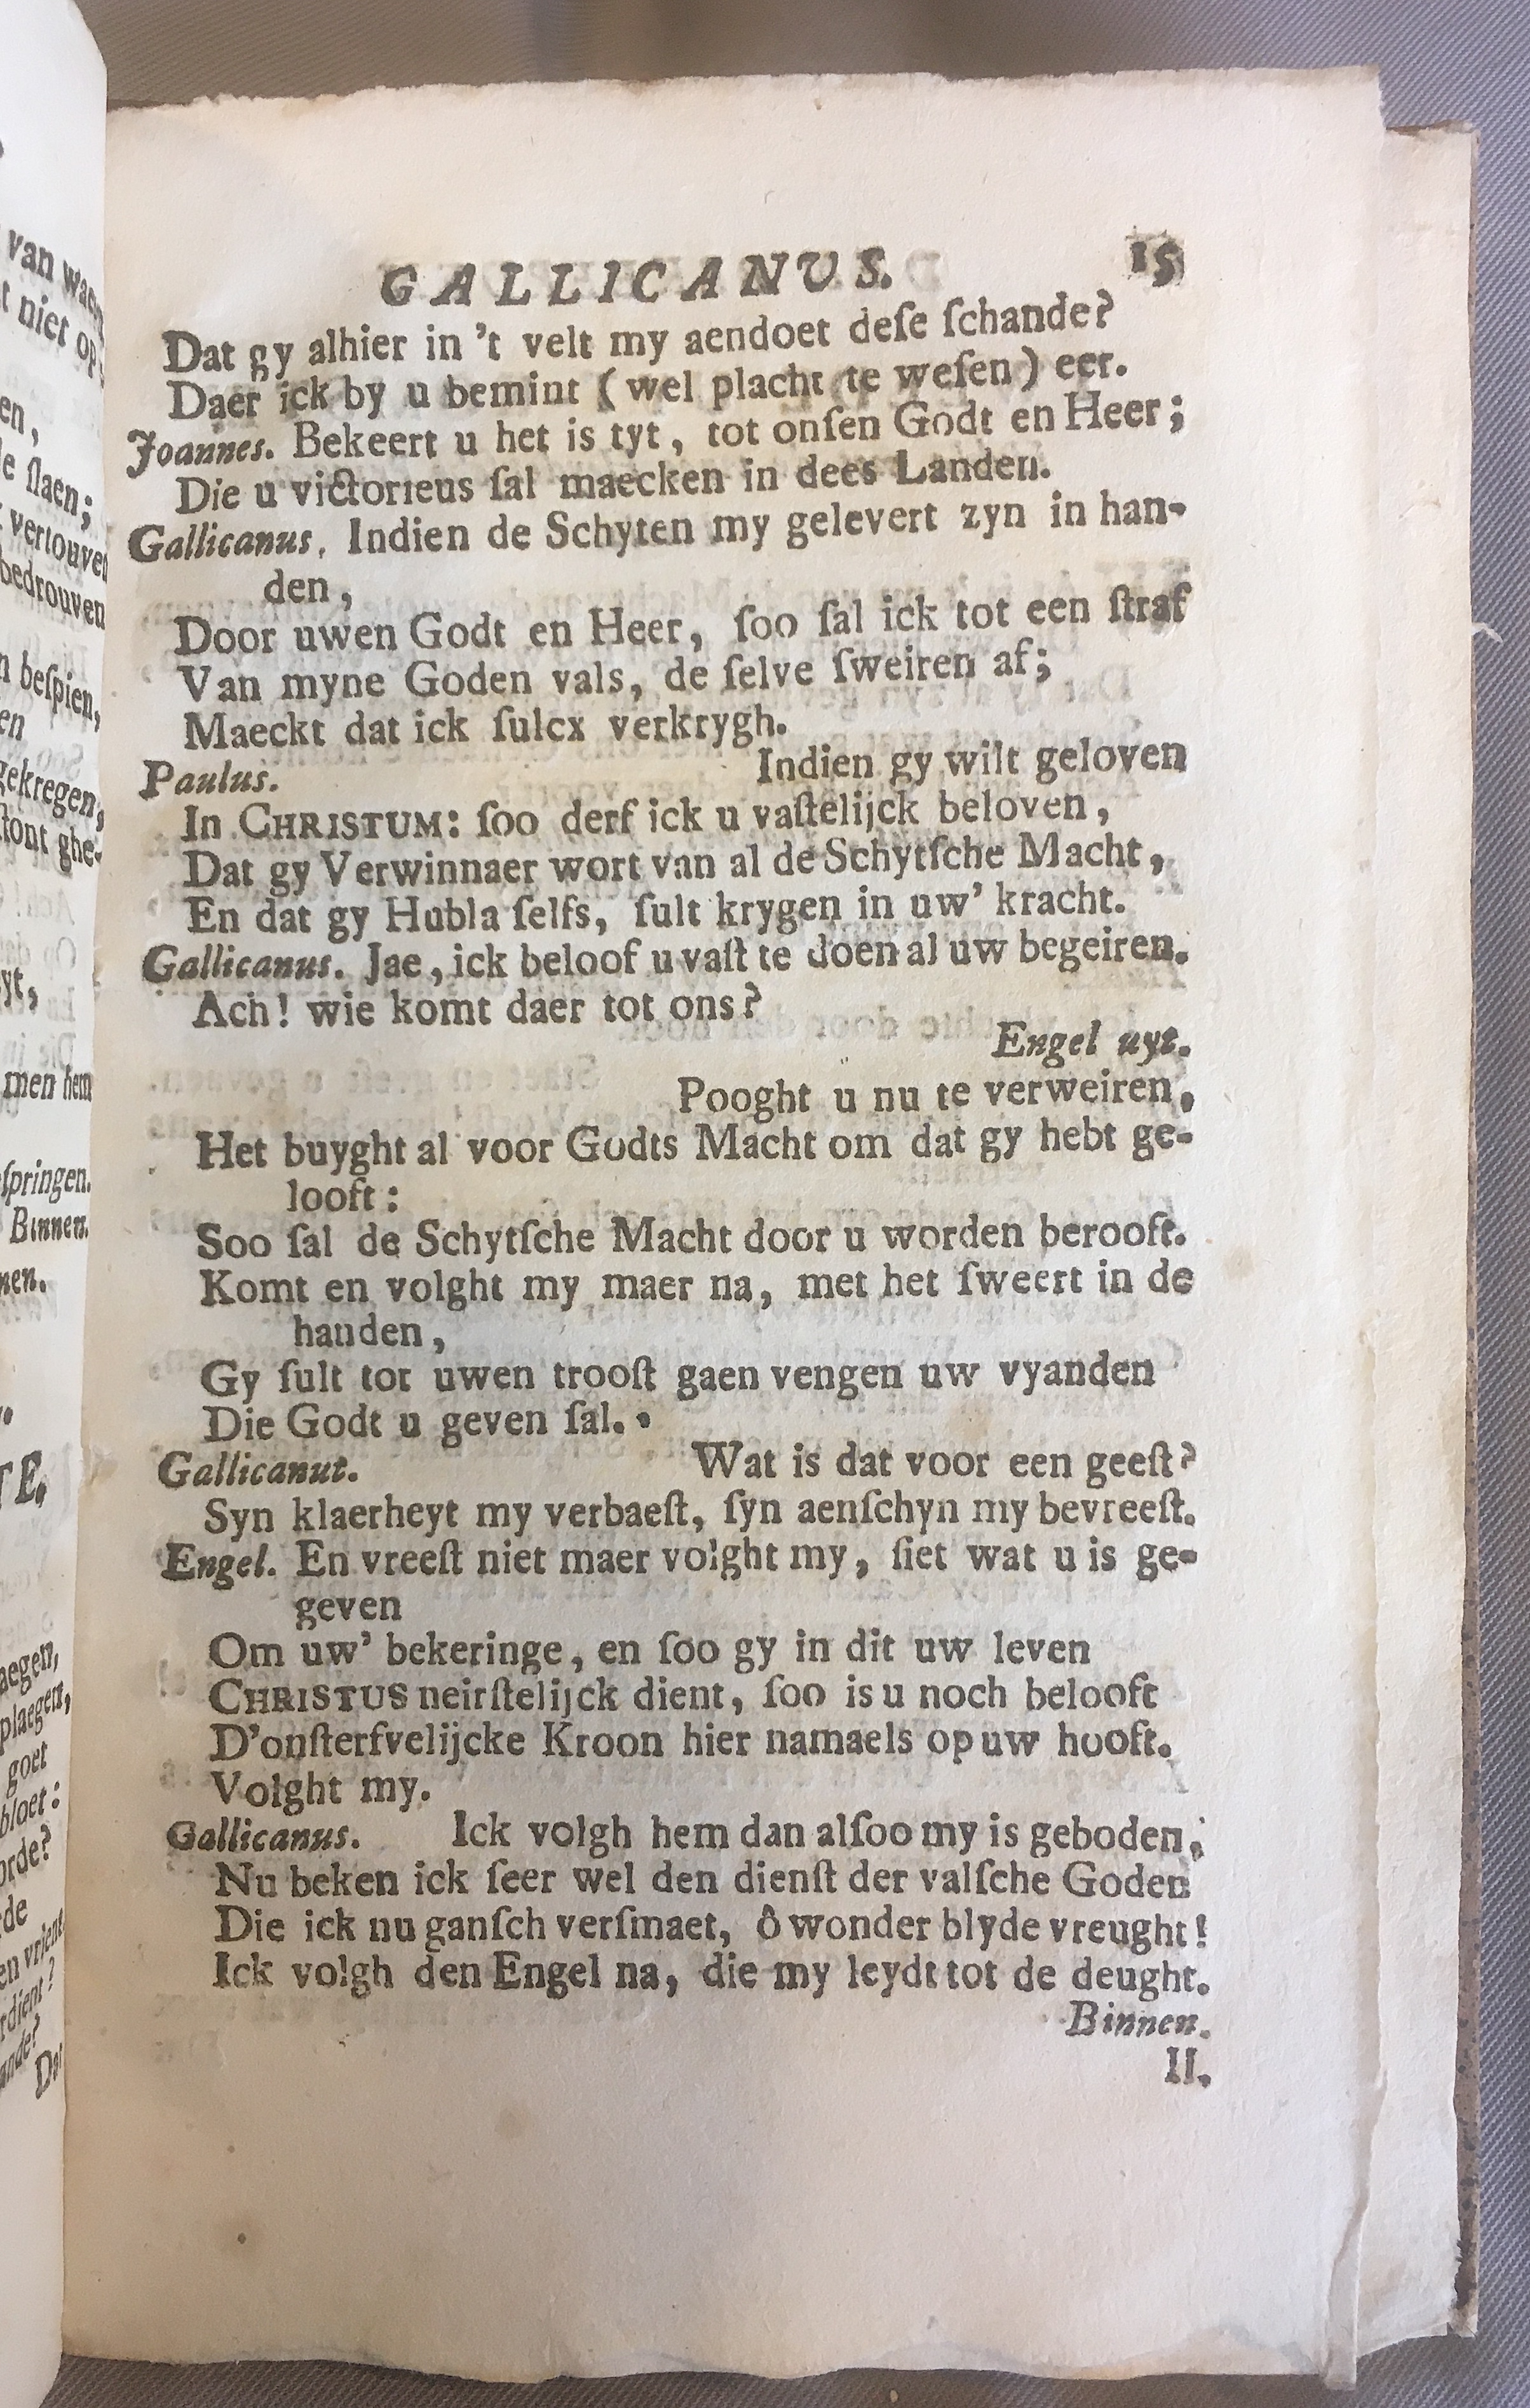 GALLICANUS. 15
Dat gy alhier in 't velt my aendoet deſe ſchande?
Daer ick by u bemint ( wel placht te weſen ) eer.
Joannes. Bekeert u het is tyt, tot onſen Godt en Heer;
Die u victorieus ſal maecken in dees Landen.
Gallicanus. Indien de Schyten my gelevert zyn in han-
den,
Door uwen Godt en Heer, ſoo ſal ick tot een ſtraf
Van myne Goden vals, de ſelve ſweiren af;
Maeckt dat ick ſulcx verkrygh.
Paulus. Indien gy wilt geloven
In CHRISTUM: ſoo derf ick u vaſtelijck beloven,
Dat gy Verwinnaer wort van al de Schytſche Macht,
En dat gy Hubla ſelfs, ſult krygen in uw' kracht.
Gallicanus. Jae, ick beloof u vaſt te doen al uw begeiren.
Ach! wie komt daer tot ons?
Engel uyt.
Pooght u nu te verweiren,
Het buyght al voor Godts Macht om dat gy hebt ge-
looft:
Soo ſal de Schytſche Macht door u worden berooft.
Komt en volght my maer na, met het ſweert in de
handen,
Gy ſult tot uwen trooſt gaen vengen uw vyanden
Die Godt u geven ſal.
Gallicanut. Wat is dat voor een geeſt?
Syn klaerheyt my verbaeſt, ſyn aenſchyn my bevreeſt.
Engel. En vreeſt niet maer volght my, ſiet wat u is ge-
geven
Om uw' bekeringe, en ſoo gy in dit uw leven
CHRISTUS neirſtelijck dient, ſoo is u noch belooft
D'onſterfvelijcke Kroon hier namaels op uw hooft.
Volght my.
Gallicanus. Ick volgh hem dan alſoo my is geboden,
Nu beken ick ſeer wel den dienſt der valſche Goden
Die ick nu ganſch verſmaet, ô wonder blyde vreught!
Ick volgh den Engel na, die my leydt tot de deught.
Binnen.
II.